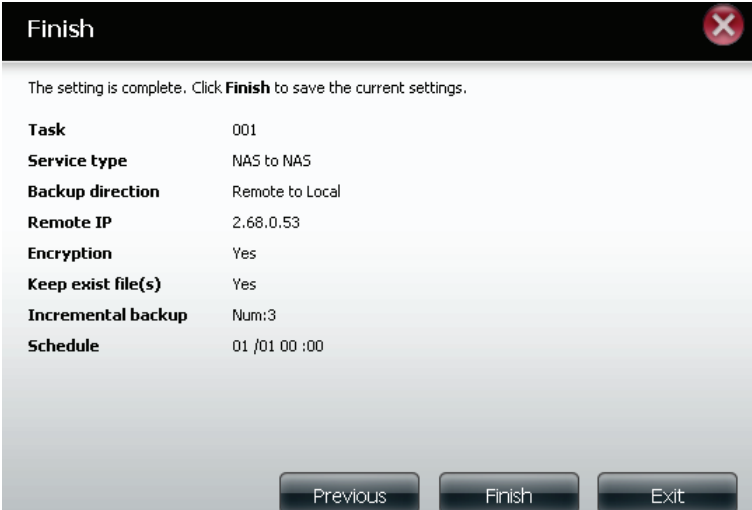 Finish
The setting is complete. Click Finish to save the current settings.
Task 001
Service type NAS to NAS
Backup direction Remote to Local
Remote IP 2.68.0.53
Encryption Yes
Keep exist file(s) Yes
Incremental backup Num:3
Schedule 01 /01 00 :00
Previous Finish Exit